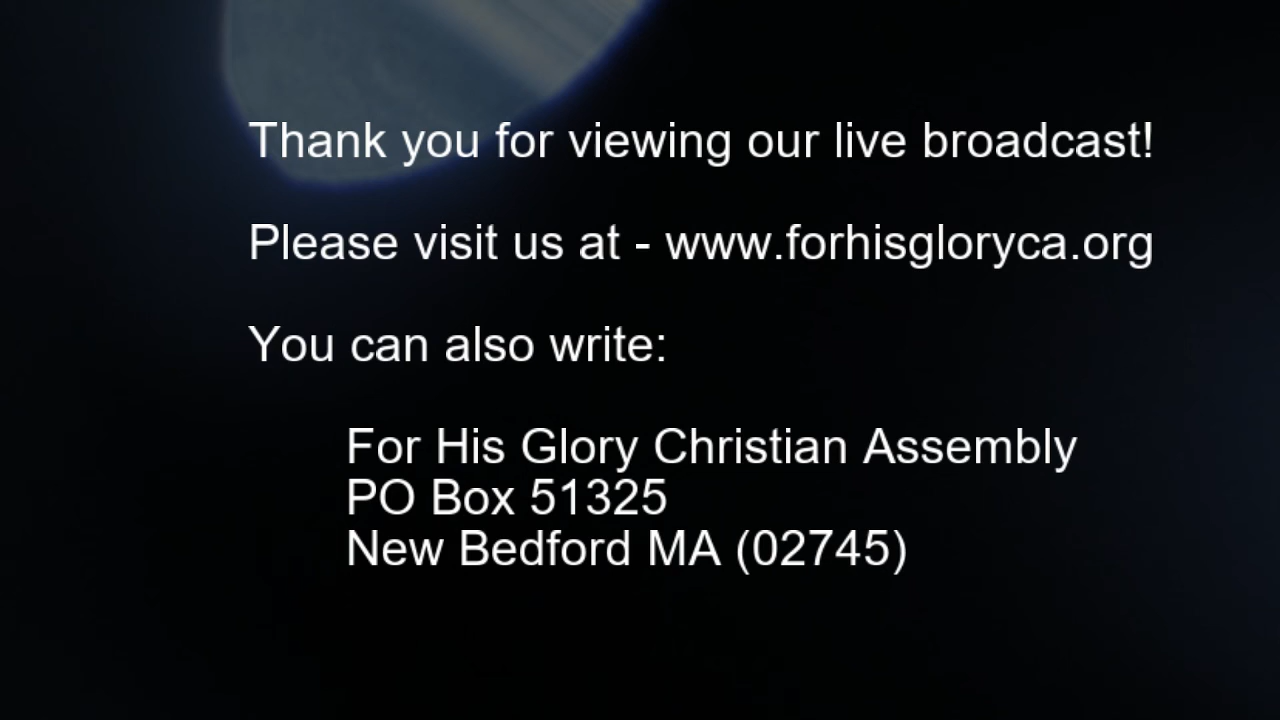 Thank you for viewing our live broadcast!
Please visit us at - www.forhisgloryca.org
You can also write:
For His Glory Christian Assembly
PO Box 51325
New Bedford MA (02745)